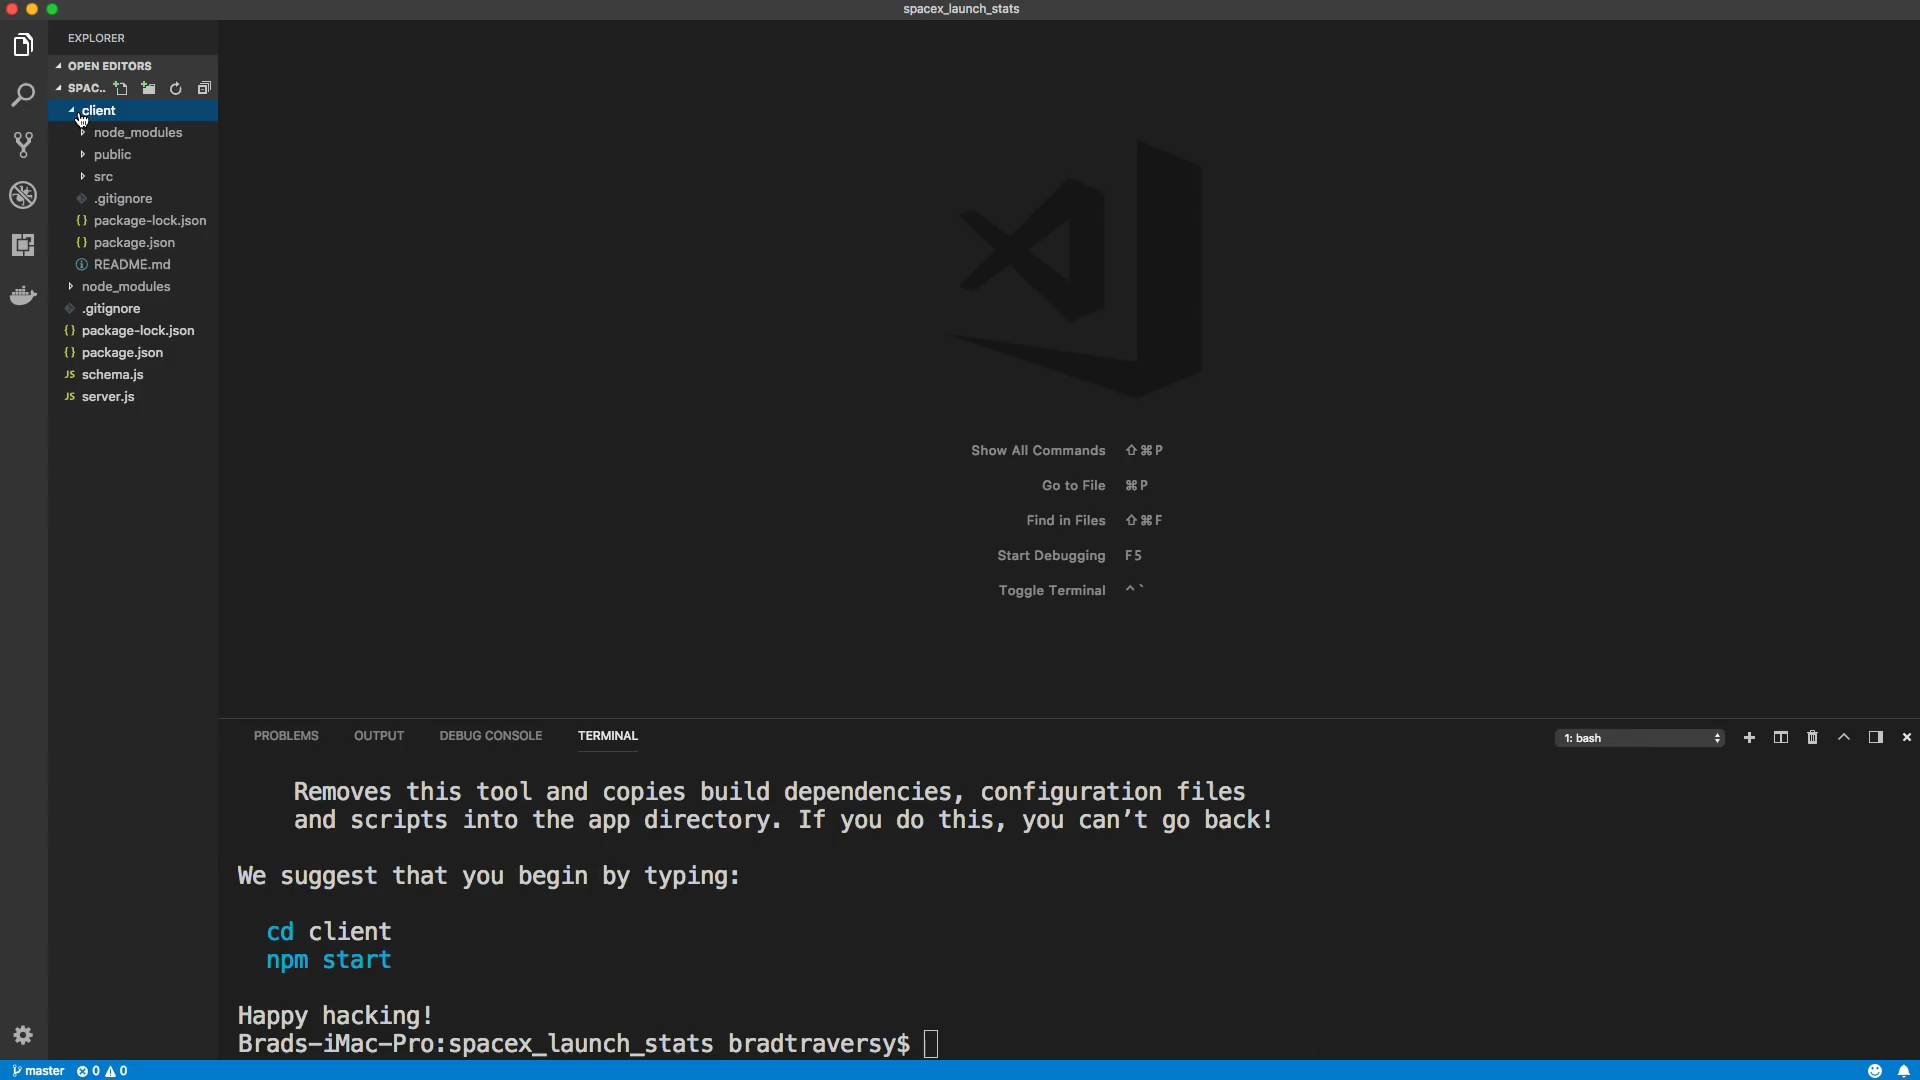 spacex_launch_stats
EXPLORER
OPEN EDITORS
SPAC..
client
node_modules
public
src
.gitignore
{} package-lock.json
{} package.json
README.md
node_modules
.gitignore
{} package-lock.json
{} package.json
JS schema.js
JS server.js
Show All Commands ⇧⌘P
Go to File ⌘P
Find in Files ⇧⌘F
Start Debugging F5
Toggle Terminal ^`
PROBLEMS OUTPUT DEBUG CONSOLE TERMINAL
1: bash
Removes this tool and copies build dependencies, configuration files
and scripts into the app directory. If you do this, you can’t go back!
We suggest that you begin by typing:
cd client
npm start
Happy hacking!
Brads-iMac-Pro:spacex_launch_stats bradtraversy$
master 0 0